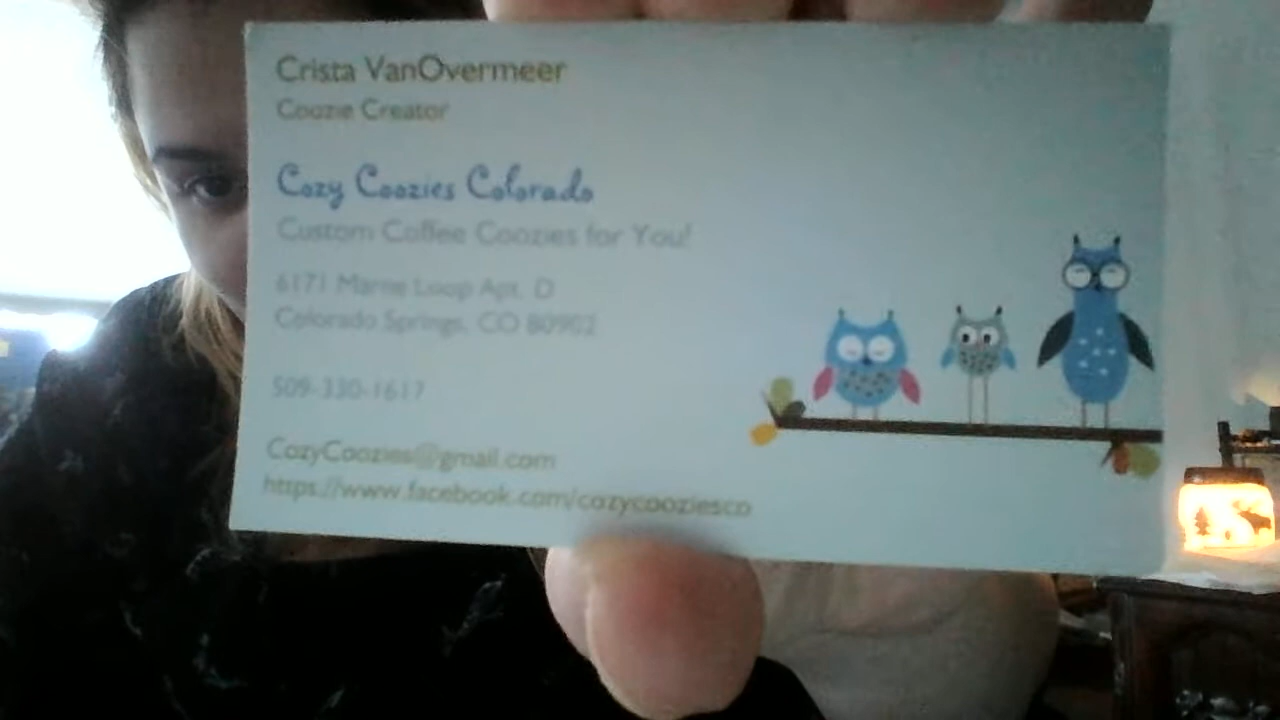 Crista VanOvermeer
Coozie Creator
Cozy Coozies Colorado
Custom Coffee Coozies for You!
6171 Marne Loop Apt. D
Colorado Springs, CO 80902
509-330-1617
CozyCoozies@gmail.com
https://www.facebook.com/cozycooziesco